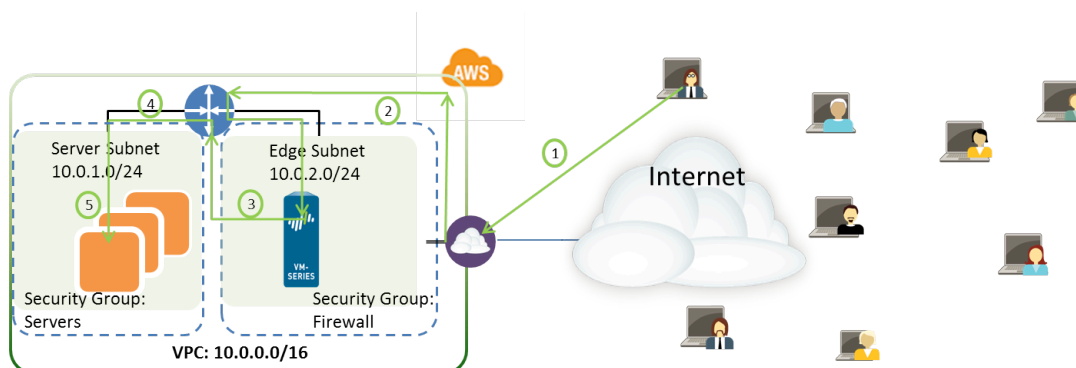 AWS
4
2
Server Subnet
10.0.1.0/24
Edge Subnet
10.0.2.0/24
1
Internet
5
3
VM-
SERIES
Security Group:
Servers
Security Group:
Firewall
VPC: 10.0.0.0/16